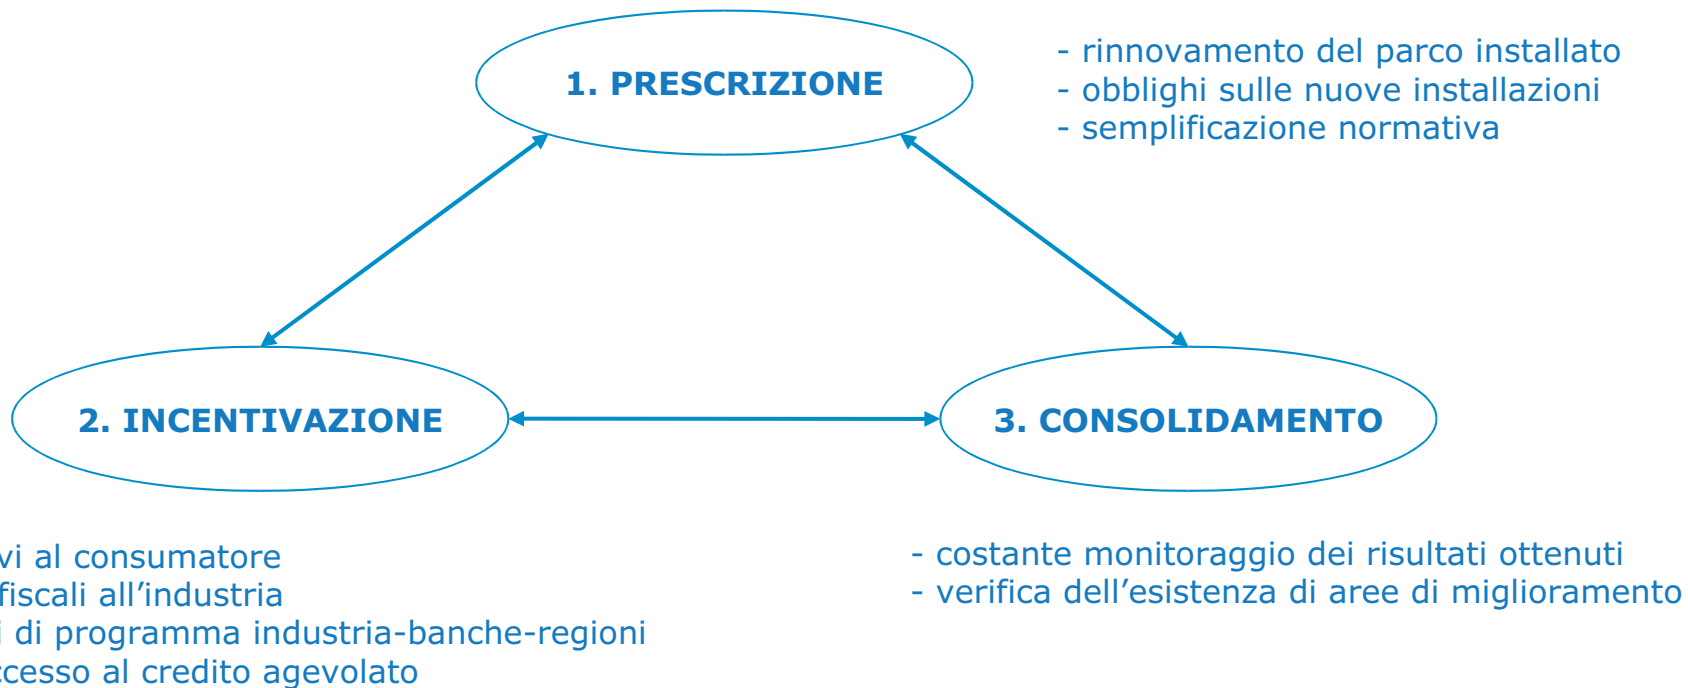 1. PRESCRIZIONE
- rinnovamento del parco installato
- obblighi sulle nuove installazioni
- semplificazione normativa
2. INCENTIVAZIONE
3. CONSOLIDAMENTO
vi al consumatore
fiscali all’industria
i di programma industria-banche-regioni
ccesso al credito agevolato
- costante monitoraggio dei risultati ottenuti
- verifica dell’esistenza di aree di miglioramento